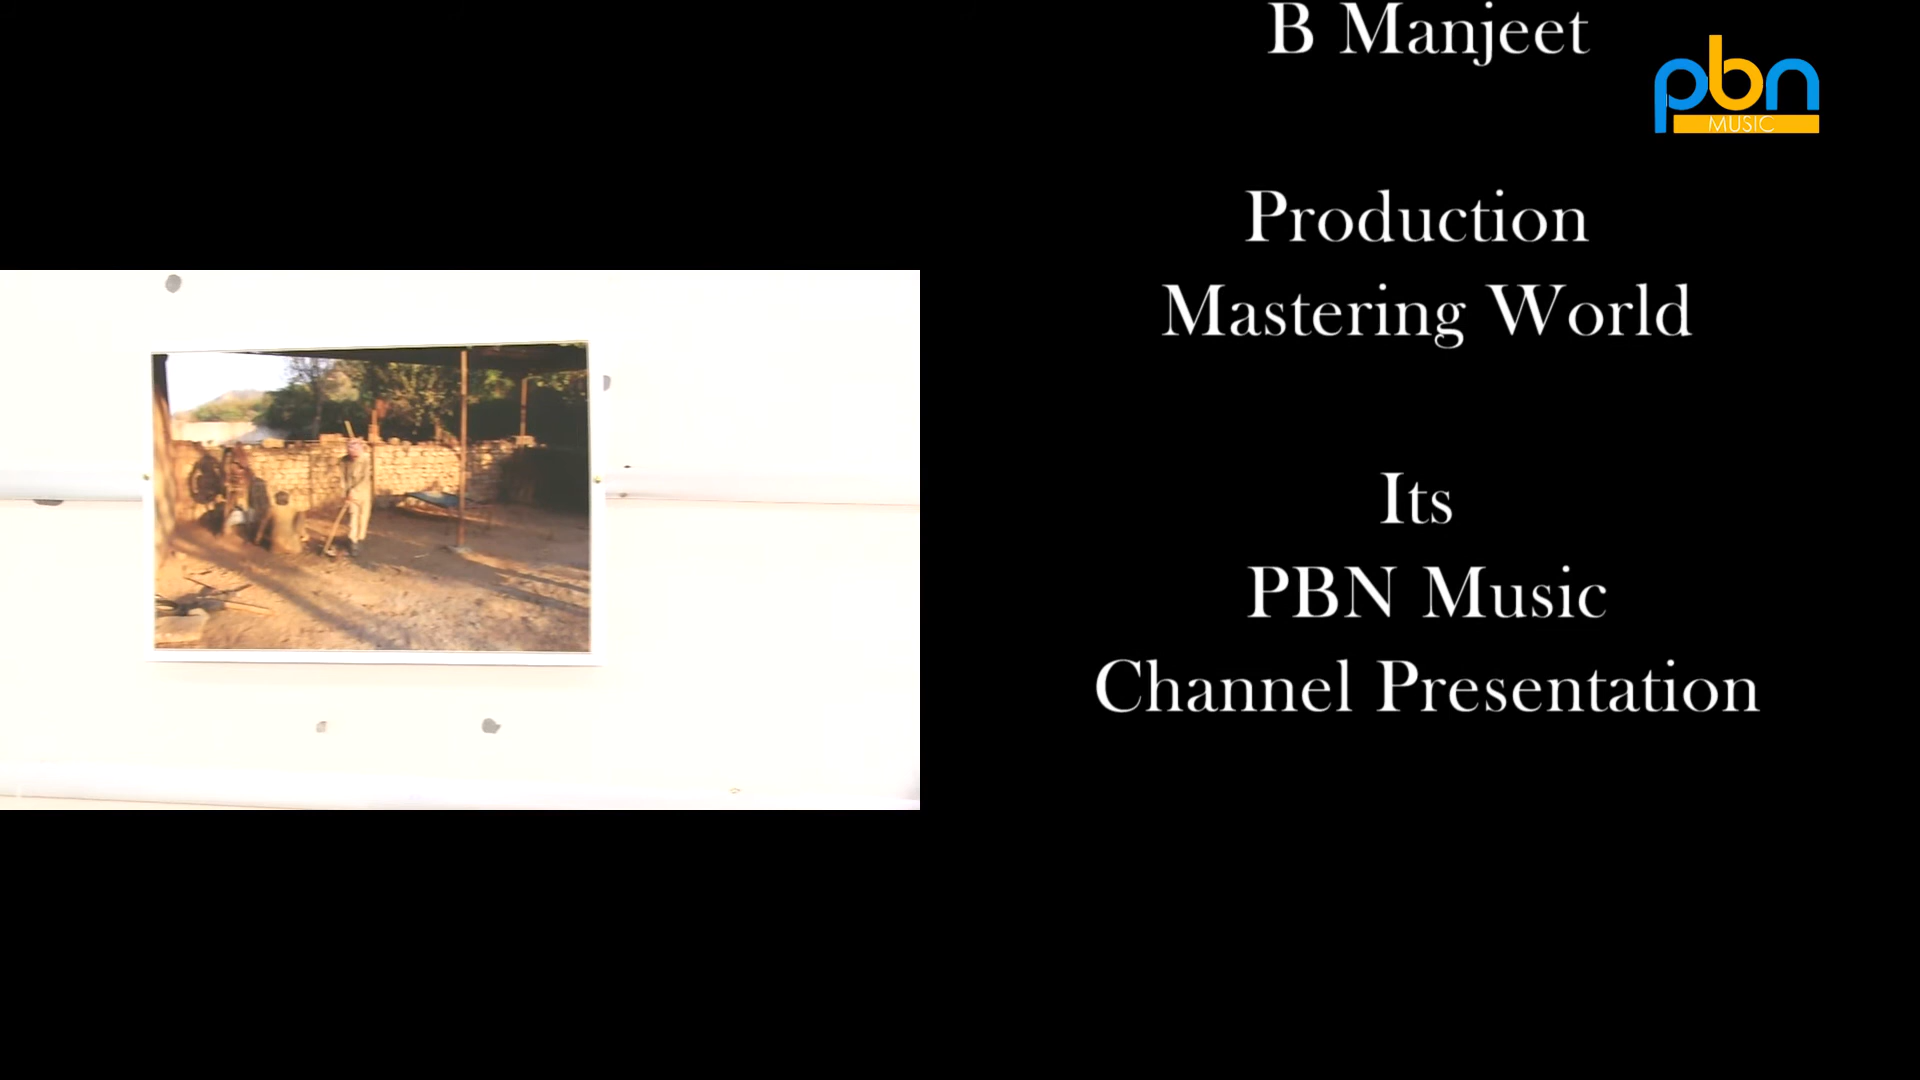 B Manjeet
pbn
MUSIC
Production
Mastering World
Its
PBN Music
Channel Presentation